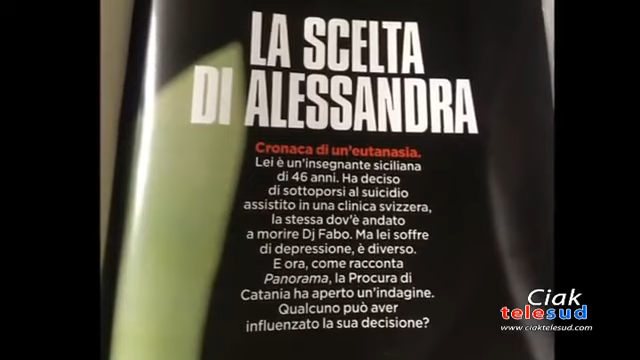 LA SCELTA
DI ALESSANDRA
Cronaca di un'eutanasia.
Lei è un'insegnante siciliana
di 46 anni. Ha deciso
di sottoporsi al suicidio
assistito in una clinica svizzera,
la stessa dov'è andato
a morire Dj Fabo. Ma lei soffre
di depressione, è diverso.
E ora, come racconta
Panorama, la Procura di
Catania ha aperto un'indagine.
Qualcuno può aver
influenzato la sua decisione?
Ciak
telesud
www.ciaktelesud.com